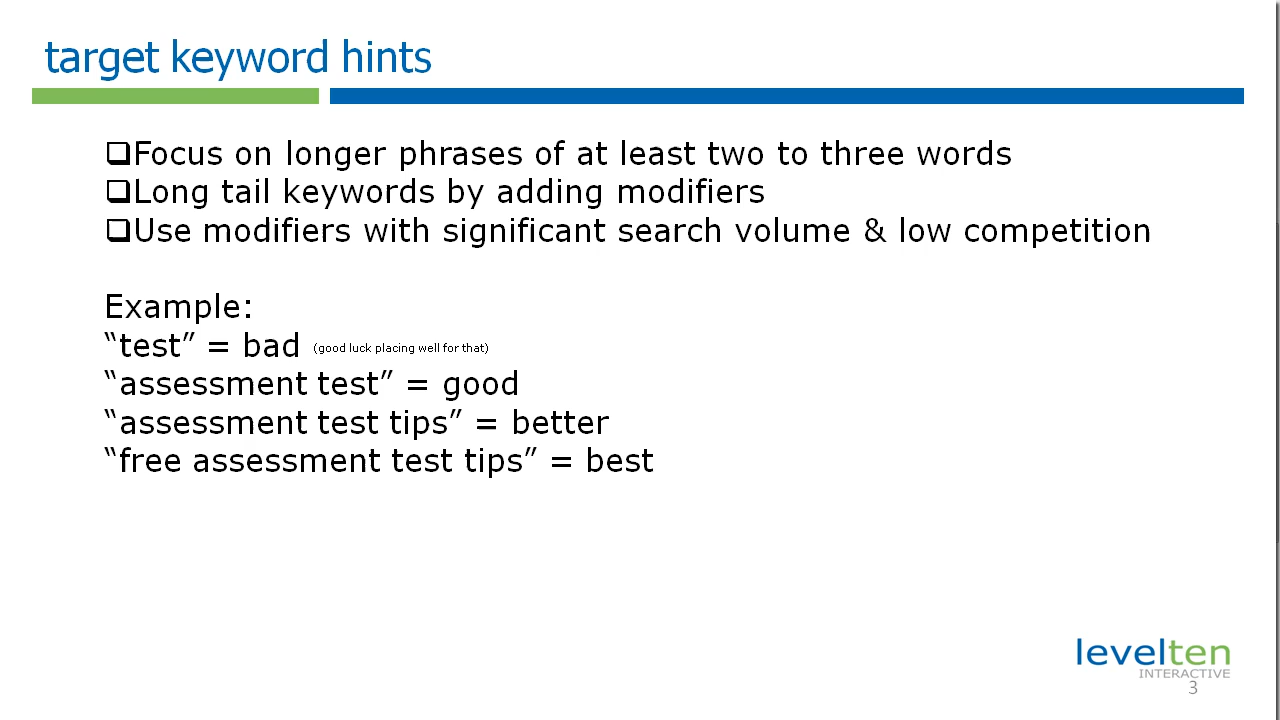 target keyword hints
❑Focus on longer phrases of at least two to three words
❑Long tail keywords by adding modifiers
❑Use modifiers with significant search volume & low competition
Example:
“test” = bad (good luck placing well for that)
“assessment test” = good
“assessment test tips” = better
“free assessment test tips” = best
levelten
INTERACTIVE
3